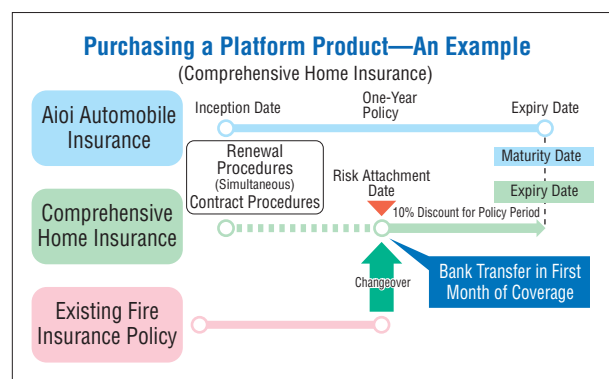 Purchasing a Platform Product—An Example
(Comprehensive Home Insurance)
Aioi Automobile
Insurance
Inception Date
One-Year
Policy
Expiry Date
Renewal
Procedures
(Simultaneous)
Contract Procedures
Maturity Date
Risk Attachment
Date
Expiry Date
Comprehensive
Home Insurance
10% Discount for Policy Period
Changeover
Bank Transfer in First
Month of Coverage
Existing Fire
Insurance Policy